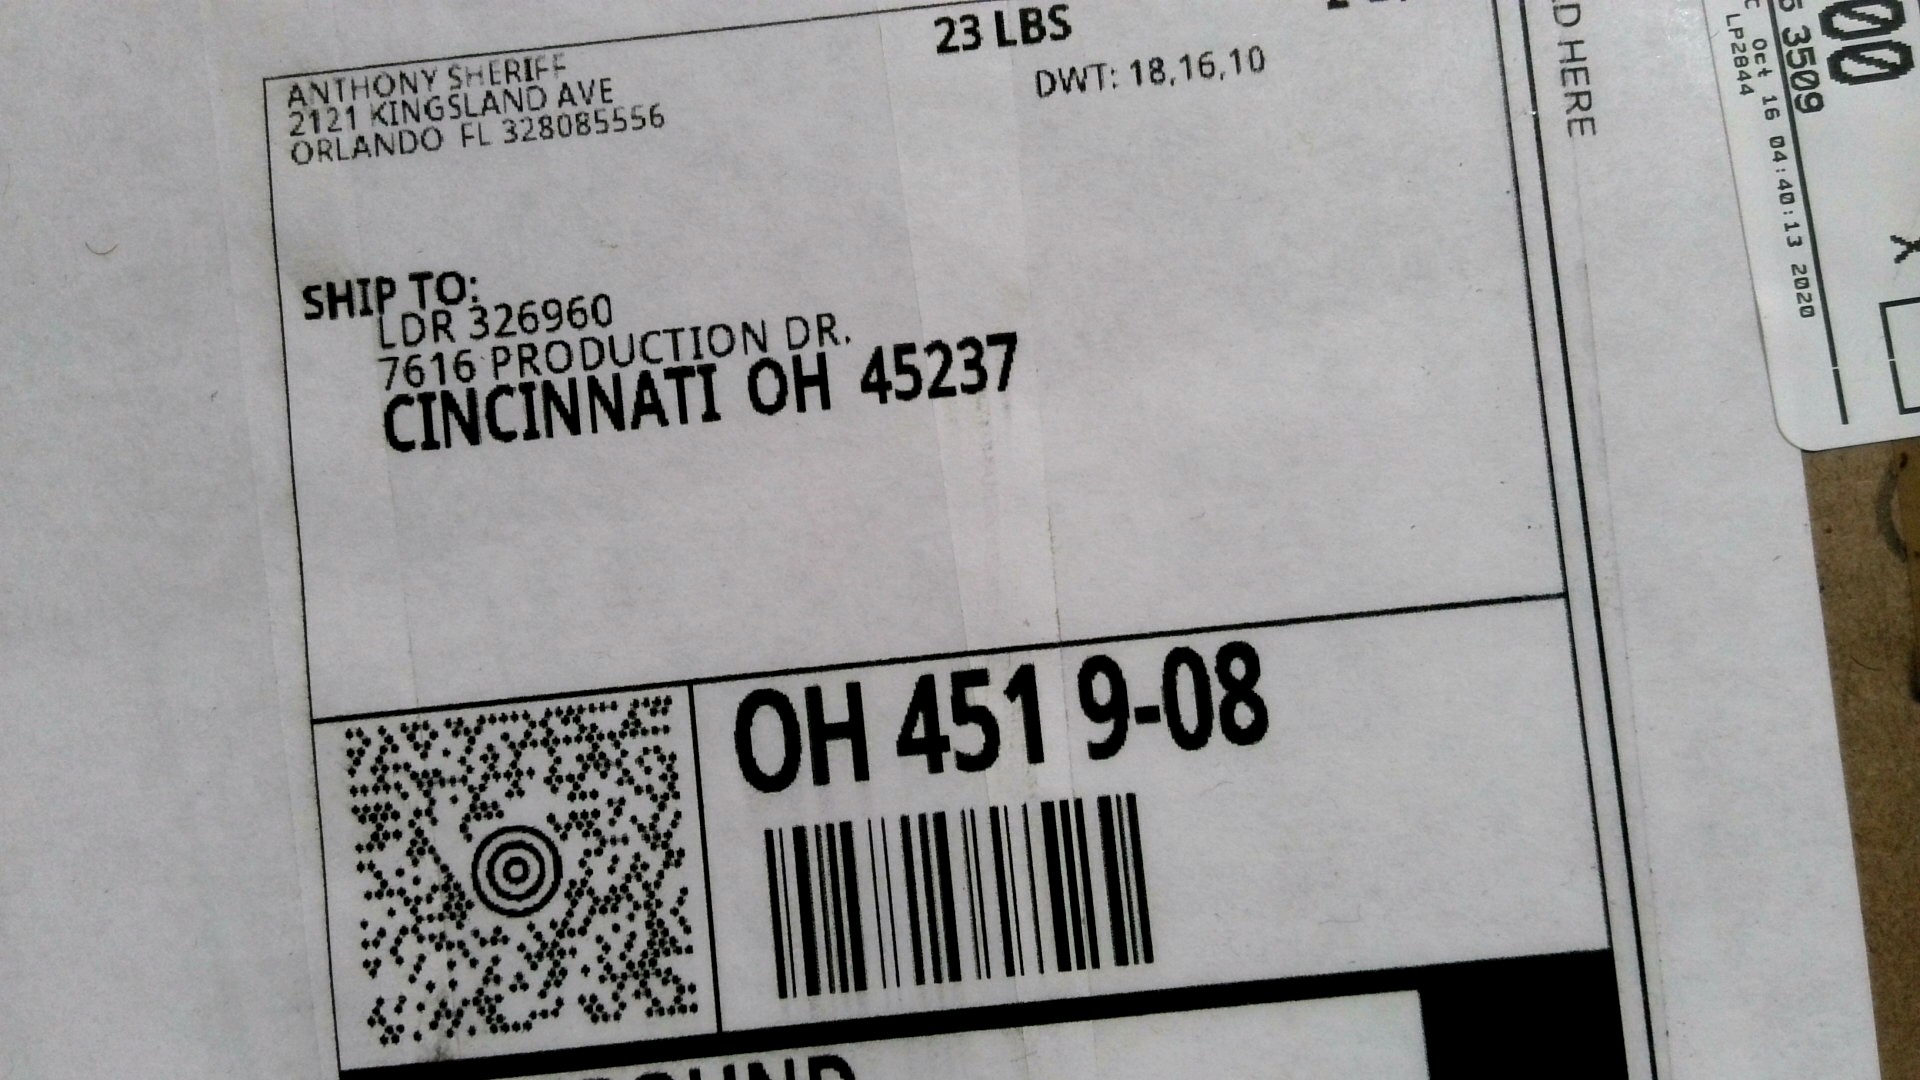 23 LBS
DWT: 18,16,10
ANTHONY SHERIFF
2121 KINGSLAND AVE
ORLANDO FL 328085556
SHIP TO:
LDR 326960
7616 PRODUCTION DR.
CINCINNATI OH 45237
OH 451 9-08
HERE
3509
Oct 16 04:40:13 2020
LP2844
00
X